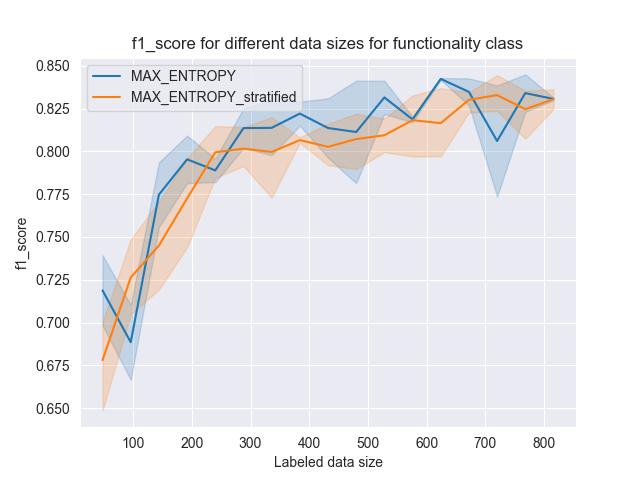 f1_score for different data sizes for functionality class
MAX_ENTROPY
MAX_ENTROPY_stratified
f1_score
0.850
0.825
0.800
0.775
0.750
0.725
0.700
0.675
0.650
100 200 300 400 500 600 700 800
Labeled data size